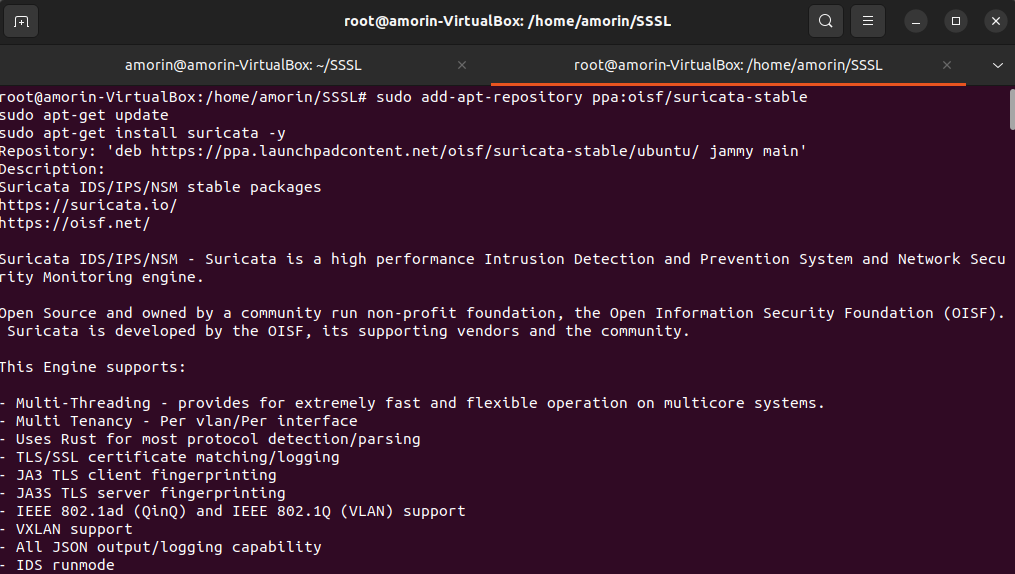 root@amorin-VirtualBox: /home/amorin/SSSL
amorin@amorin-VirtualBox: ~/SSSL
root@amorin-VirtualBox: /home/amorin/SSSL
root@amorin-VirtualBox:/home/amorin/SSSL# sudo add-apt-repository ppa:oisf/suricata-stable
sudo apt-get update
sudo apt-get install suricata -y
Repository: 'deb https://ppa.launchpadcontent.net/oisf/suricata-stable/ubuntu/ jammy main'
Description:
Suricata IDS/IPS/NSM stable packages
https://suricata.io/
https://oisf.net/
Suricata IDS/IPS/NSM - Suricata is a high performance Intrusion Detection and Prevention System and Network Secu
rity Monitoring engine.
Open Source and owned by a community run non-profit foundation, the Open Information Security Foundation (OISF).
 Suricata is developed by the OISF, its supporting vendors and the community.
This Engine supports:
- Multi-Threading - provides for extremely fast and flexible operation on multicore systems.
- Multi Tenancy - Per vlan/Per interface
- Uses Rust for most protocol detection/parsing
- TLS/SSL certificate matching/logging
- JA3 TLS client fingerprinting
- JA3S TLS server fingerprinting
- IEEE 802.1ad (QinQ) and IEEE 802.1Q (VLAN) support
- VXLAN support
- All JSON output/logging capability
- IDS runmode